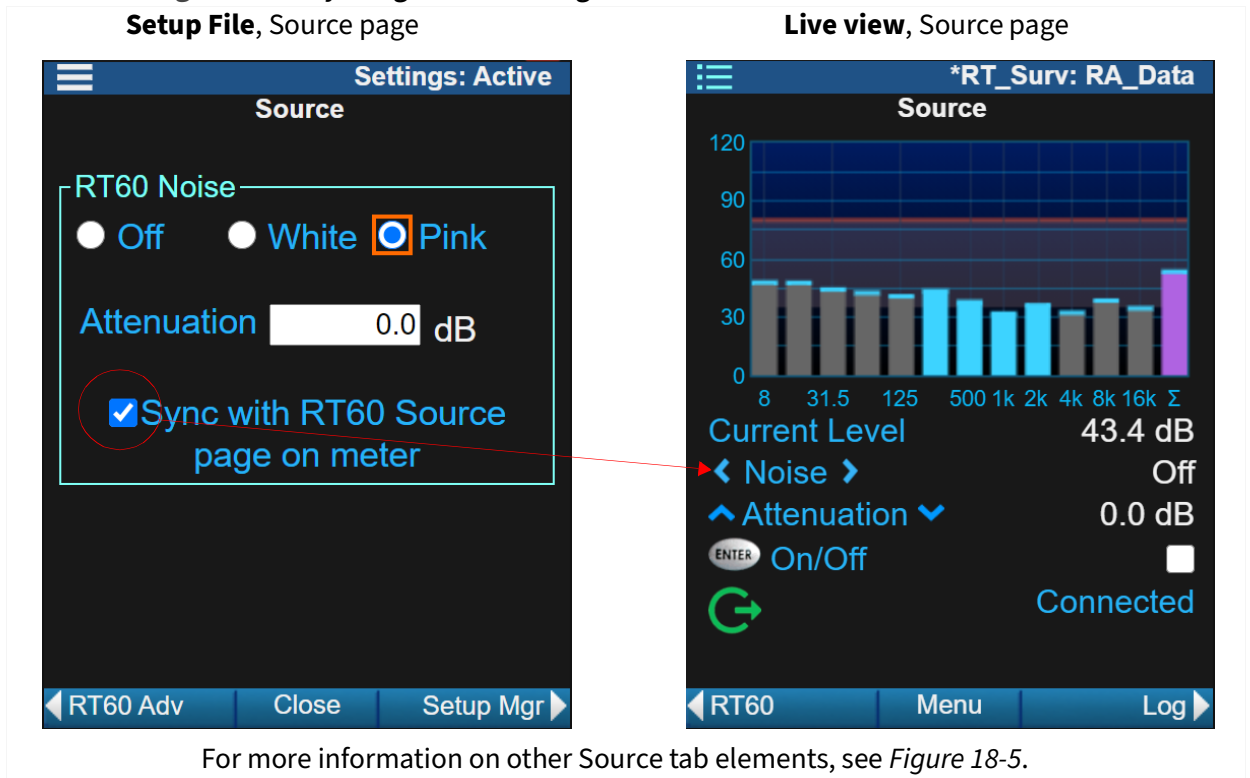 Setup File, Source page
Settings: Active
Source
RT60 Noise
Off White Pink
Attenuation 0.0 dB
Sync with RT60 Source
page on meter
RT60 Adv Close Setup Mgr
Live view, Source page
*RT_Surv: RA_Data
Source
120
90
60
30
0
8 31.5 125 500 1k 2k 4k 8k 16k Σ
Current Level 43.4 dB
Noise Off
Attenuation 0.0 dB
ENTER On/Off
Connected
RT60 Menu Log
For more information on other Source tab elements, see Figure 18-5.